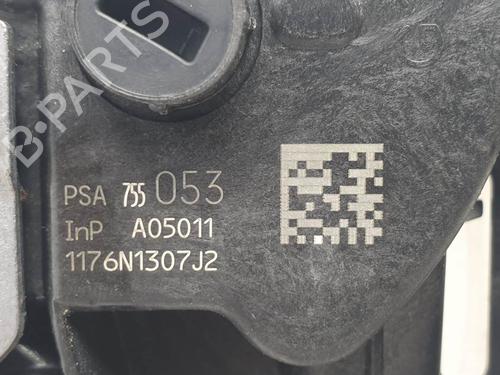 B-PARTS
PSA 755 053
InP A05011
1176N1307J2